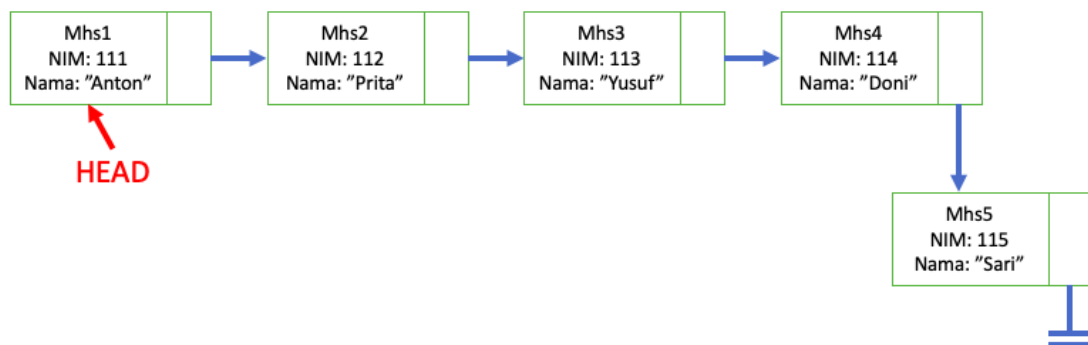 Mhs1
NIM: 111
Nama: ”Anton”
Mhs2
NIM: 112
Nama: ”Prita”
Mhs3
NIM: 113
Nama: ”Yusuf”
Mhs4
NIM: 114
Nama: ”Doni”
HEAD
Mhs5
NIM: 115
Nama: ”Sari”